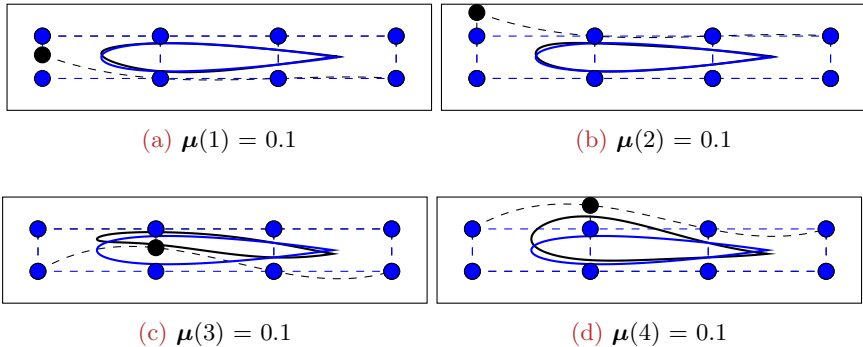 (a) μ(1) = 0.1
(b) μ(2) = 0.1
(c) μ(3) = 0.1
(d) μ(4) = 0.1